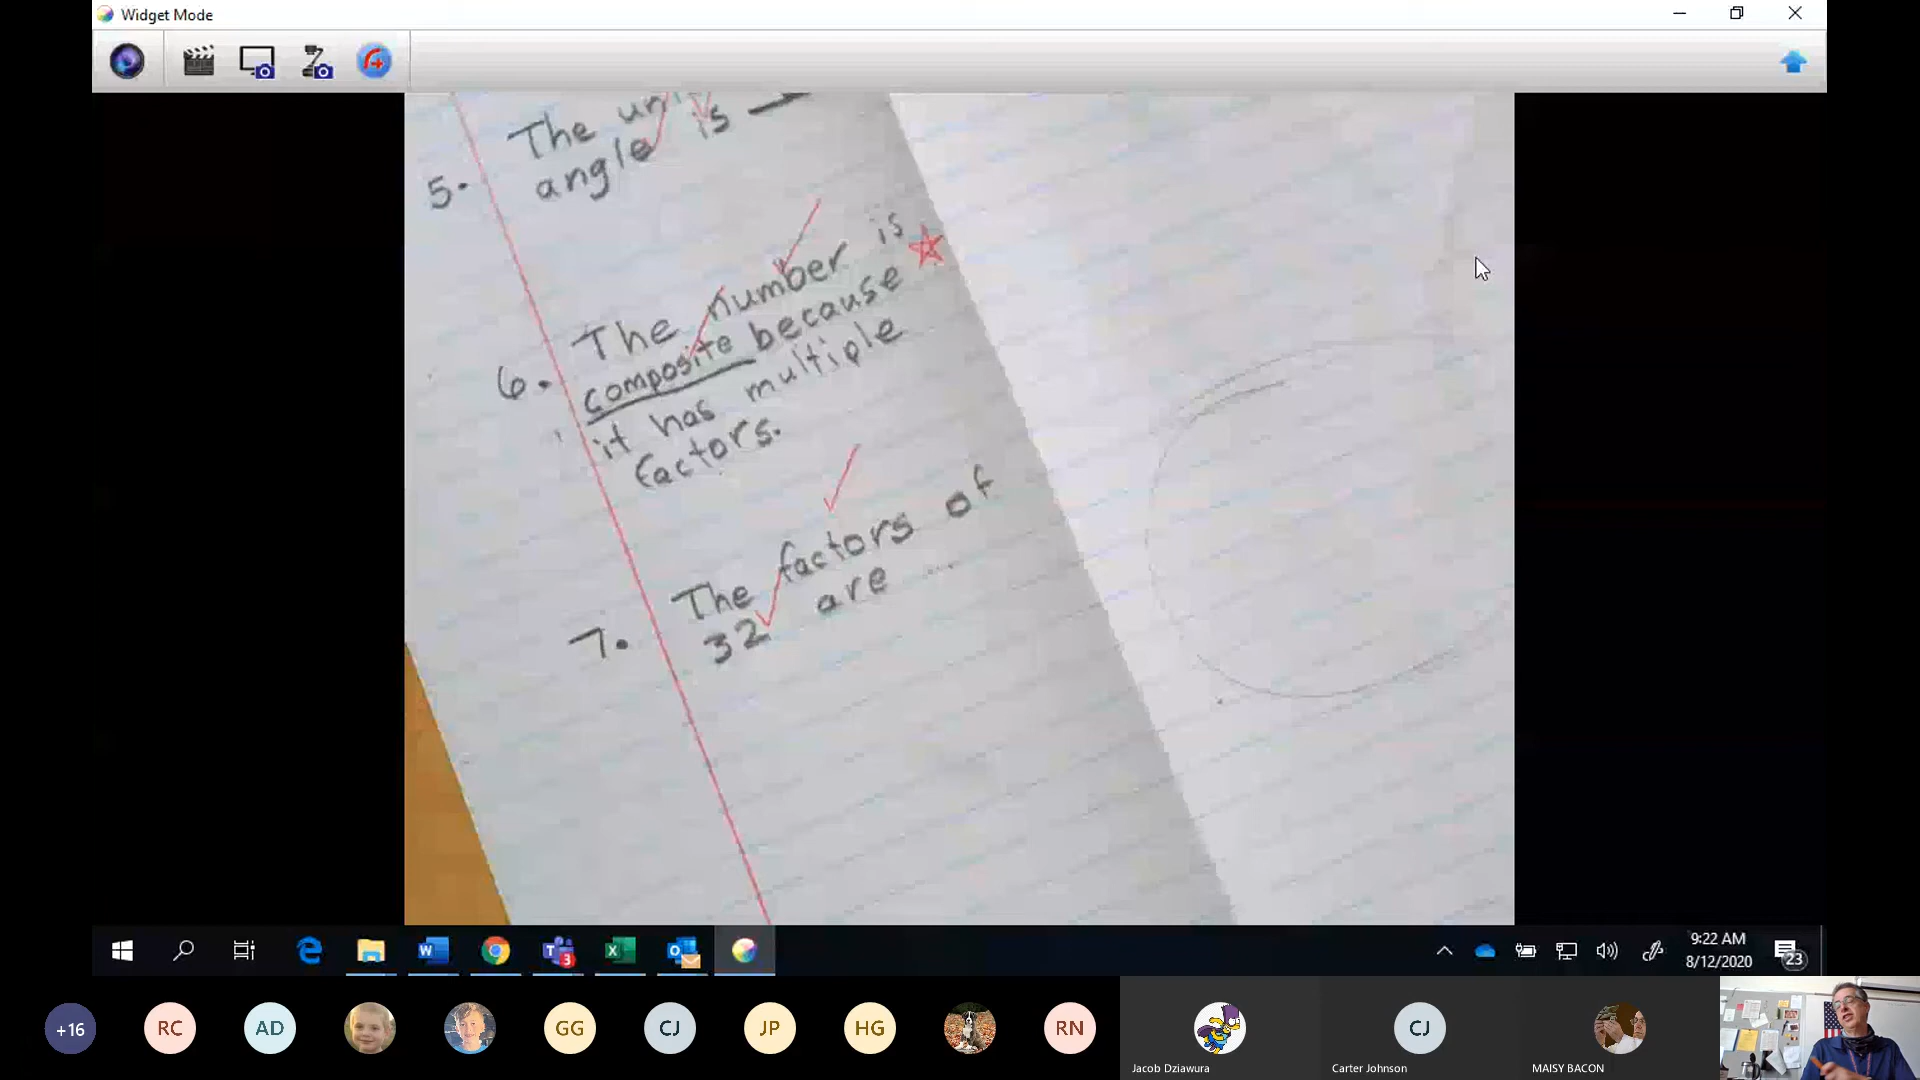 Widget Mode
The
angle is
5.
The number is
6. composite because
it has multiple
factors.
The factors of
7. 32 are ...
3
9:22 AM
8/12/2020
23
+16
RC
AD
GG
CJ
JP
HG
RN
CJ
Jacob Dziawura
Carter Johnson
MAISY BACON